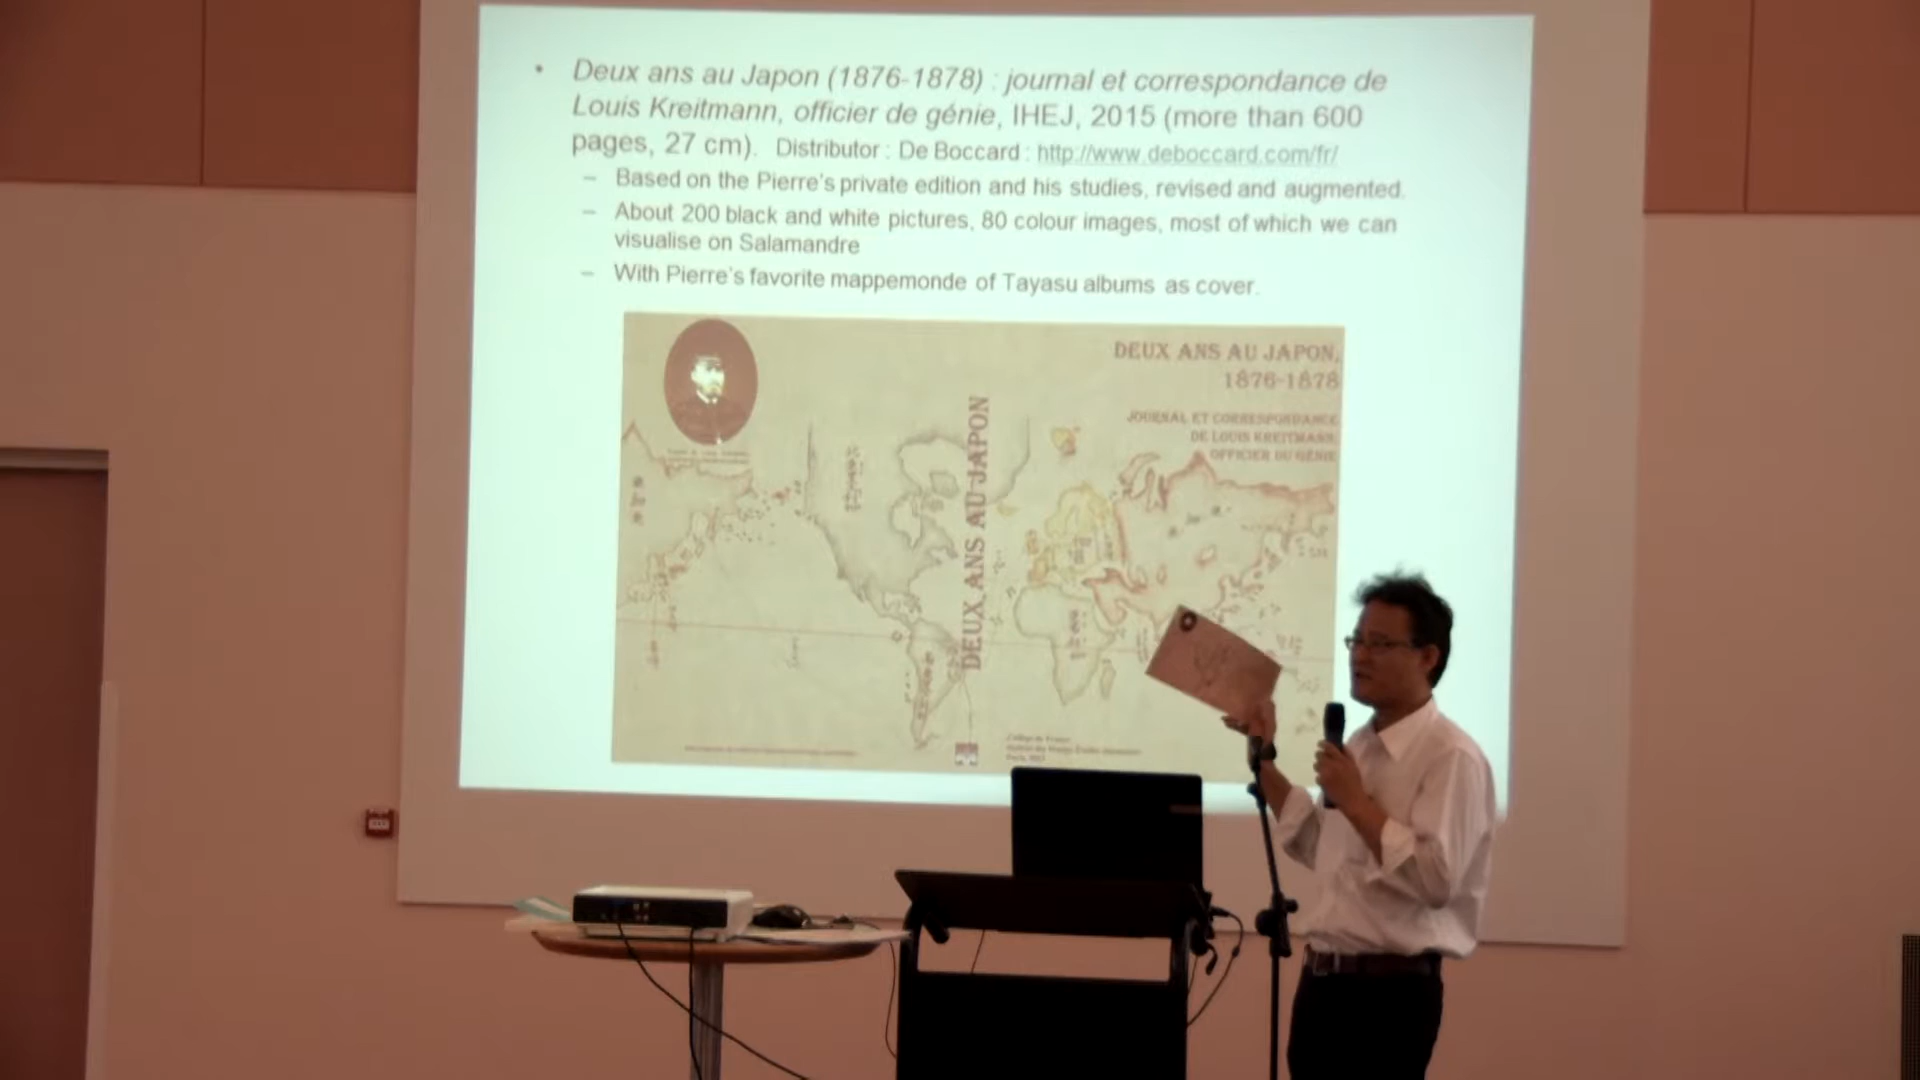 • Deux ans au Japon (1876-1878) : journal et correspondance de
Louis Kreitmann, officier de génie, IHEJ, 2015 (more than 600
pages, 27 cm). Distributor : De Boccard : http://www.deboccard.com/fr/
– Based on the Pierre's private edition and his studies, revised and augmented.
– About 200 black and white pictures, 80 colour images, most of which we can
visualise on Salamandre
– With Pierre's favorite mappemonde of Tayasu albums as cover.
DEUX ANS AU JAPON,
1876-1878
JOURNAL ET CORRESPONDANCE
DE LOUIS KREITMANN,
OFFICIER DU GÉNIE
DEUX ANS AU JAPON
Collège de France